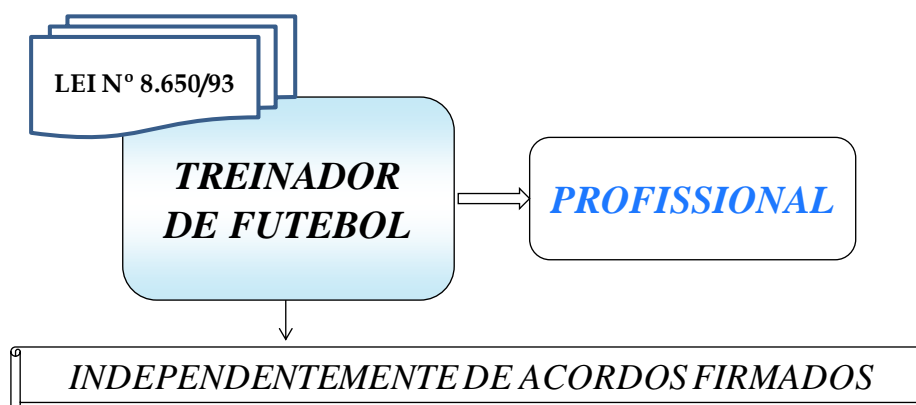 LEI Nº 8.650/93
TREINADOR
DE FUTEBOL
PROFISSIONAL
INDEPENDENTEMENTE DE ACORDOS FIRMADOS